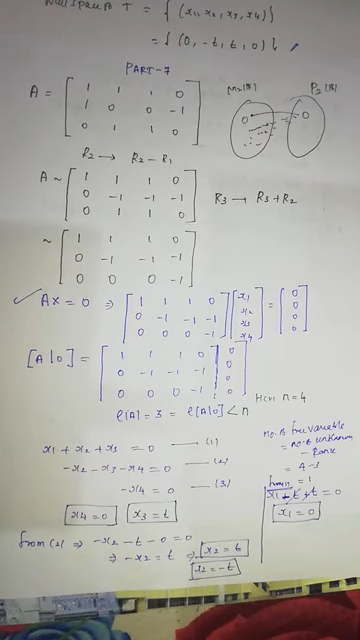 Nullspace of T = { (x1, x2, x3, x4) }
= { (0, -t, t, 0) }
PART-7
A = [ 1 1 1 0
1 0 0 -1
0 1 1 0 ]
M2(R) P2(R)
0 0
R2 → R2 - R1
A ~ [ 1 1 1 0
0 -1 -1 -1
0 1 1 0 ] R3 → R3 + R2
~ [ 1 1 1 0
0 -1 -1 -1
0 0 0 -1 ]
✓ AX = 0 ⇒ [ 1 1 1 0
0 -1 -1 -1
0 0 0 -1 ] [ x1
x2
x3
x4 ] = [ 0
0
0
0 ]
[A|0] = [ 1 1 1 0 | 0
0 -1 -1 -1 | 0
0 0 0 -1 | 0 ]
Here n=4
ρ(A) = 3 = ρ[A|0] < n
x1 + x2 + x3 = 0 —— (1)
-x2 - x3 - x4 = 0 —— (2)
-x4 = 0 —— (3)
x4 = 0 x3 = t
from (2) ⇒ -x2 - t - 0 = 0
⇒ -x2 = t ⇒ x2 = t
x2 = -t
no. of free variable
= no. of unknown
- rank
= 4 - 3
= 1
from
x1 - t + t = 0
x1 = 0